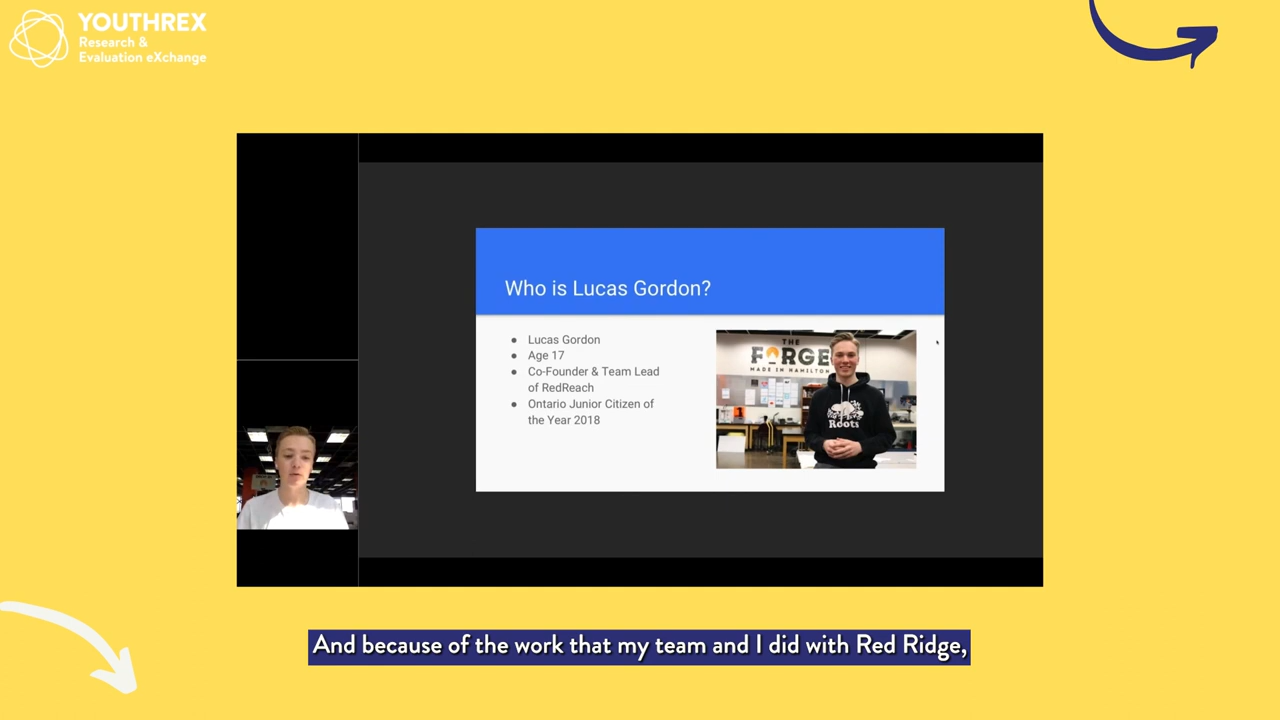 YOUTHREX
Research &
Evaluation eXchange
Who is Lucas Gordon?
● Lucas Gordon
● Age 17
● Co-Founder & Team Lead
of RedReach
● Ontario Junior Citizen of
the Year 2018
THE
FORGE
MADE IN HAMILTON
Roots
And because of the work that my team and I did with Red Ridge,